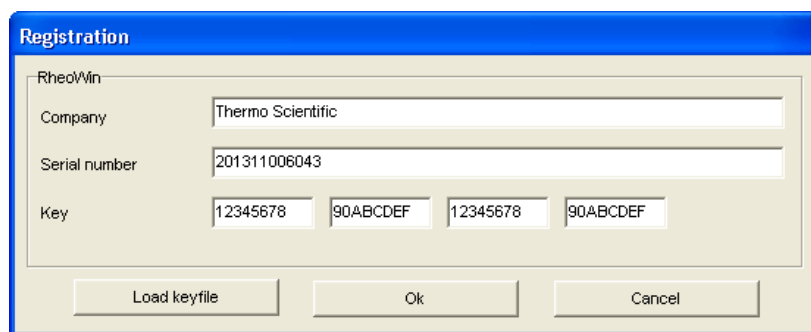 Registration
RheoWin
Company Thermo Scientific
Serial number 201311006043
Key 12345678 90ABCDEF 12345678 90ABCDEF
Load keyfile Ok Cancel